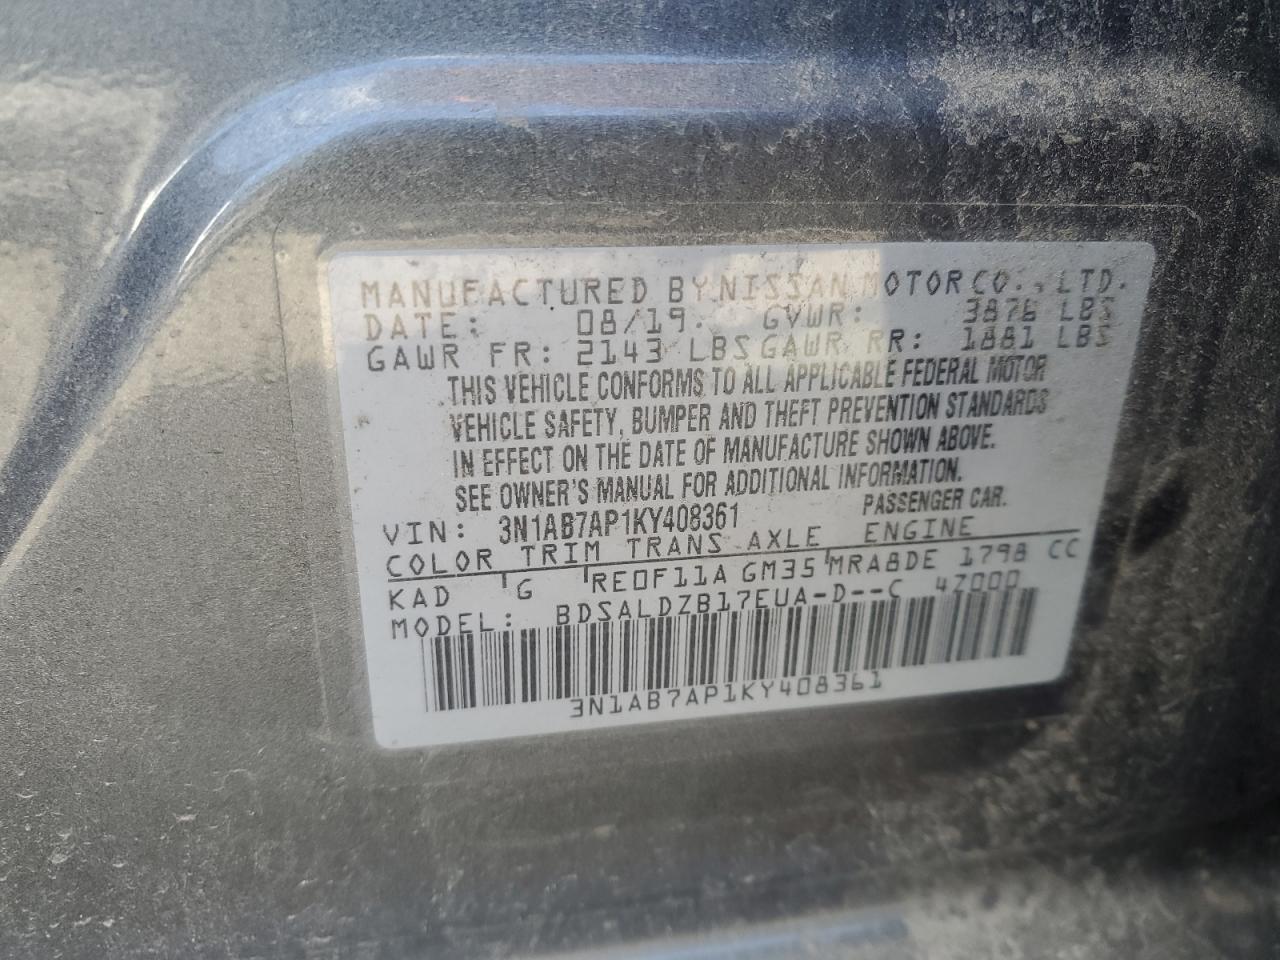 MANUFACTURED BY NISSAN MOTOR CO., LTD.
DATE: 08/19. GVWR: 3876 LBS
GAWR FR: 2143 LBS GAWR RR: 1881 LBS
THIS VEHICLE CONFORMS TO ALL APPLICABLE FEDERAL MOTOR
VEHICLE SAFETY, BUMPER AND THEFT PREVENTION STANDARDS
IN EFFECT ON THE DATE OF MANUFACTURE SHOWN ABOVE.
SEE OWNER'S MANUAL FOR ADDITIONAL INFORMATION.
VIN: 3N1AB7AP1KY408361 PASSENGER CAR.
COLOR TRIM TRANS AXLE ENGINE
KAD G RE0F11A GM35 MRA8DE 1798 CC
MODEL: BDSALDZB17EUA-D--C 4Z000
3N1AB7AP1KY408361